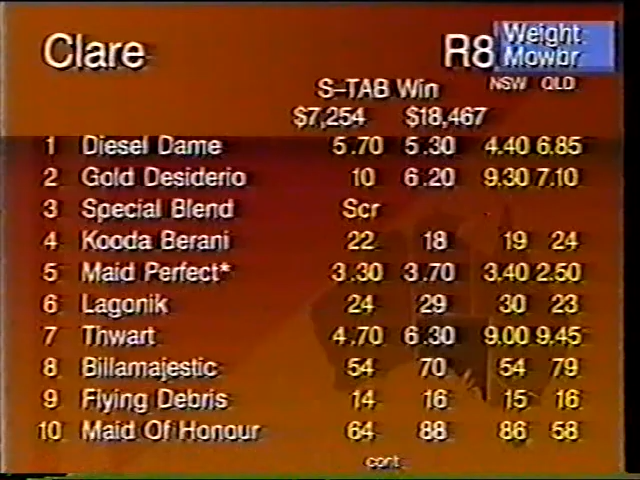 Clare R8 Weight:
Mowbr
S-TAB Win NSW QLD
$7,254 $18,467
1 Diesel Dame 5.70 5.30 4.40 6.85
2 Gold Desiderio 10 6.20 9.30 7.10
3 Special Blend Scr
4 Kooda Berani 22 18 19 24
5 Maid Perfect* 3.30 3.70 3.40 2.50
6 Lagonik 24 29 30 23
7 Thwart 4.70 6.30 9.00 9.45
8 Billamajestic 54 70 54 79
9 Flying Debris 14 16 15 16
10 Maid Of Honour 64 88 86 58
cont